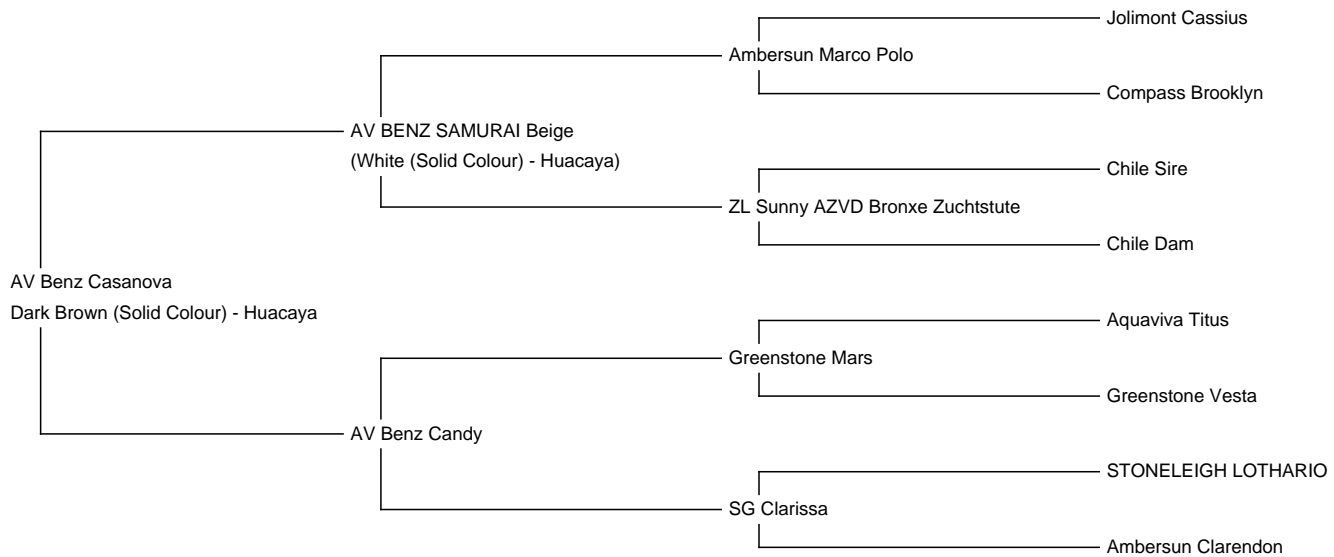 Jolimont Cassius
Ambersun Marco Polo
Compass Brooklyn
AV BENZ SAMURAI Beige
(White (Solid Colour) - Huacaya)
Chile Sire
ZL Sunny AZVD Bronxe Zuchtstute
Chile Dam
AV Benz Casanova
Dark Brown (Solid Colour) - Huacaya
Aquaviva Titus
Greenstone Mars
Greenstone Vesta
AV Benz Candy
STONELEIGH LOTHARIO
SG Clarissa
Ambersun Clarendon